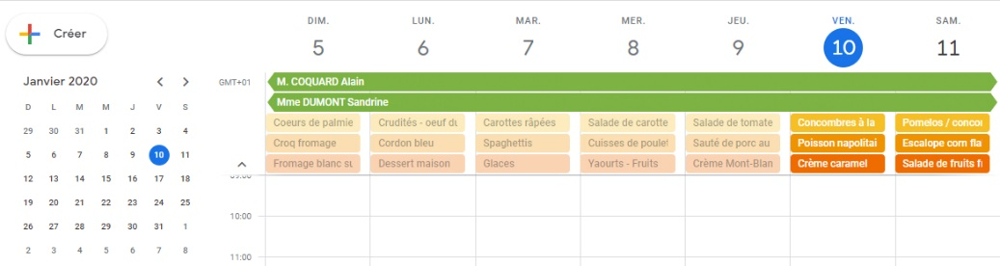 Créer
DIM. LUN. MAR. MER. JEU. VEN. SAM.
5 6 7 8 9 10 11
Janvier 2020
GMT+01
M. COQUARD Alain
Mme DUMONT Sandrine
D L M M J V S
29 30 31 1 2 3 4
5 6 7 8 9 10 11
12 13 14 15 16 17 18
19 20 21 22 23 24 25
26 27 28 29 30 31 1
2 3 4 5 6 7 8
Coeurs de palmie Crudités - oeuf du Carottes râpées Salade de carotte Salade de tomate Concombres à la Pomelos / concor
Croq fromage Cordon bleu Spaghettis Cuisses de poulet Sauté de porc au Poisson napolitai Escalope corn fla
Fromage blanc su Dessert maison Glaces Yaourts - Fruits Crème Mont-Blan Crème caramel Salade de fruits
09:00
10:00
11:00